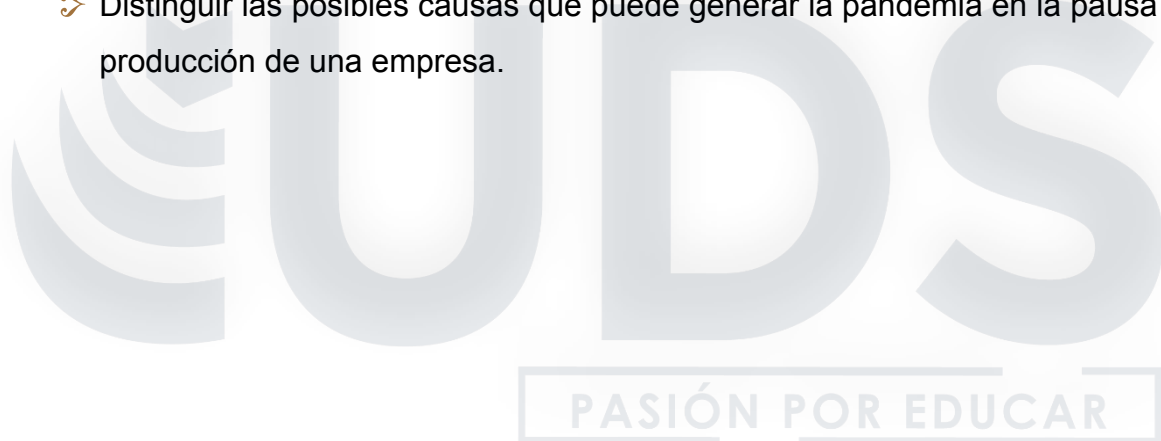 Distinguir las posibles causas que puede generar la pandemia en la pausa
producción de una empresa.
UDS
PASIÓN POR EDUCAR